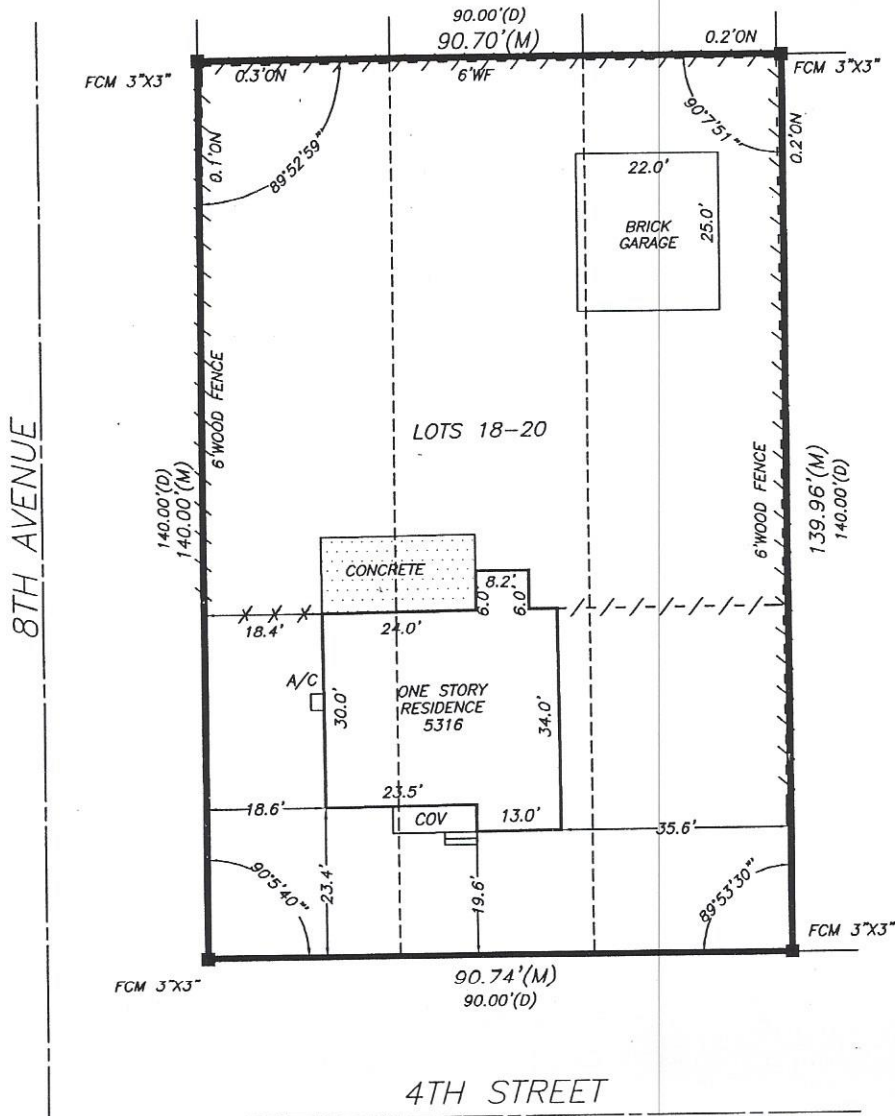 90.00'(D)
90.70'(M)
0.2'ON
FCM 3"X3"
0.3'ON
6'WF
FCM 3"X3"
0.1'ON
89°52'59"'
90°7'51"'
0.2'ON
22.0'
BRICK
GARAGE
25.0'
6'WOOD FENCE
LOTS 18-20
8TH AVENUE
140.00'(D)
140.00'(M)
6'WOOD FENCE
139.96'(M)
140.00'(D)
CONCRETE
8.2'
6.0'
6.0'
18.4'
24.0'
A/C
30.0'
ONE STORY
RESIDENCE
5316
34.0'
23.5'
18.6'
COV
13.0'
35.6'
90°5'40"'
23.4'
19.6'
89°53'30"'
FCM 3"X3"
FCM 3"X3"
90.74'(M)
90.00'(D)
4TH STREET